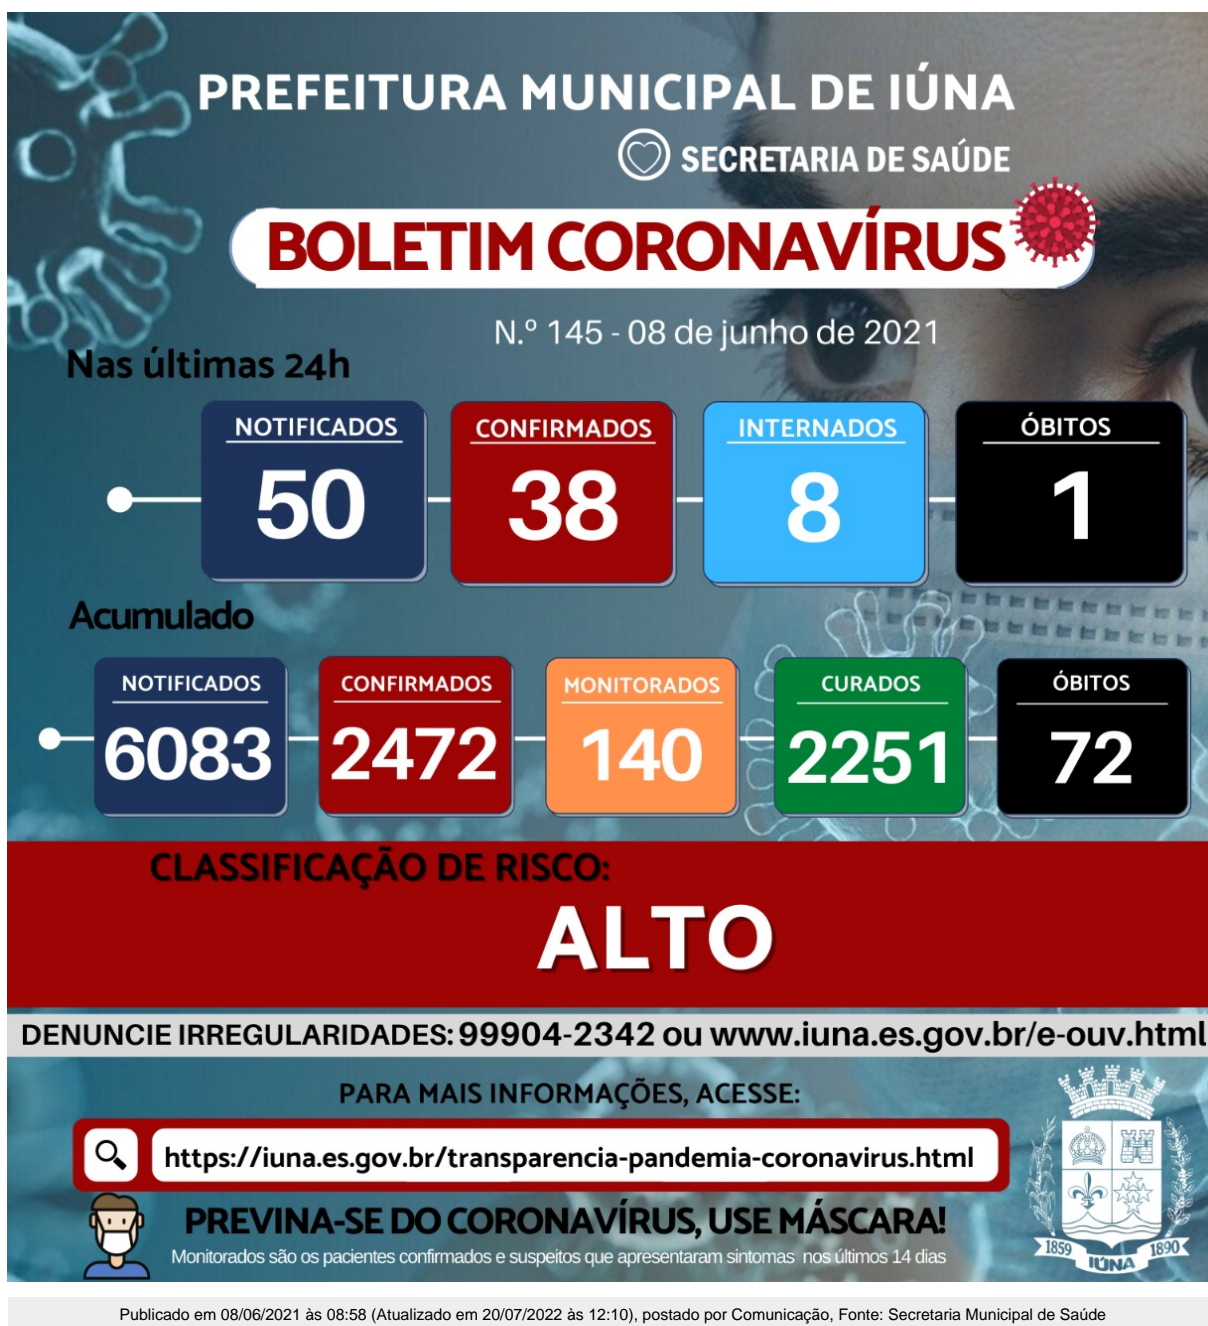 PREFEITURA MUNICIPAL DE IÚNA
SECRETARIA DE SAÚDE
BOLETIM CORONAVÍRUS
N.º 145 - 08 de junho de 2021
Nas últimas 24h
NOTIFICADOS CONFIRMADOS INTERNADOS ÓBITOS
50 38 8 1
Acumulado
NOTIFICADOS CONFIRMADOS MONITORADOS CURADOS ÓBITOS
6083 2472 140 2251 72
CLASSIFICAÇÃO DE RISCO:
ALTO
DENUNCIE IRREGULARIDADES: 99904-2342 ou www.iuna.es.gov.br/e-ouv.html
PARA MAIS INFORMAÇÕES, ACESSE:
https://iuna.es.gov.br/transparencia-pandemia-coronavirus.html
PREVINA-SE DO CORONAVÍRUS, USE MÁSCARA!
Monitorados são os pacientes confirmados e suspeitos que apresentaram sintomas nos últimos 14 dias
1859 IÚNA 1890
Publicado em 08/06/2021 às 08:58 (Atualizado em 20/07/2022 às 12:10), postado por Comunicação, Fonte: Secretaria Municipal de Saúde